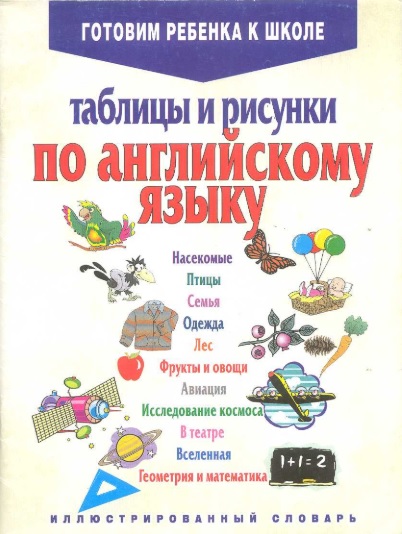 ГОТОВИМ РЕБЕНКА К ШКОЛЕ
таблицы и рисунки
по английскому
языку
Насекомые
Птицы
Семья
Одежда
Лес
Фрукты и овощи
Авиация
Исследование космоса
В театре
Вселенная
Геометрия и математика
1+1=2
ИЛЛЮСТРИРОВАННЫЙ СЛОВАРЬ